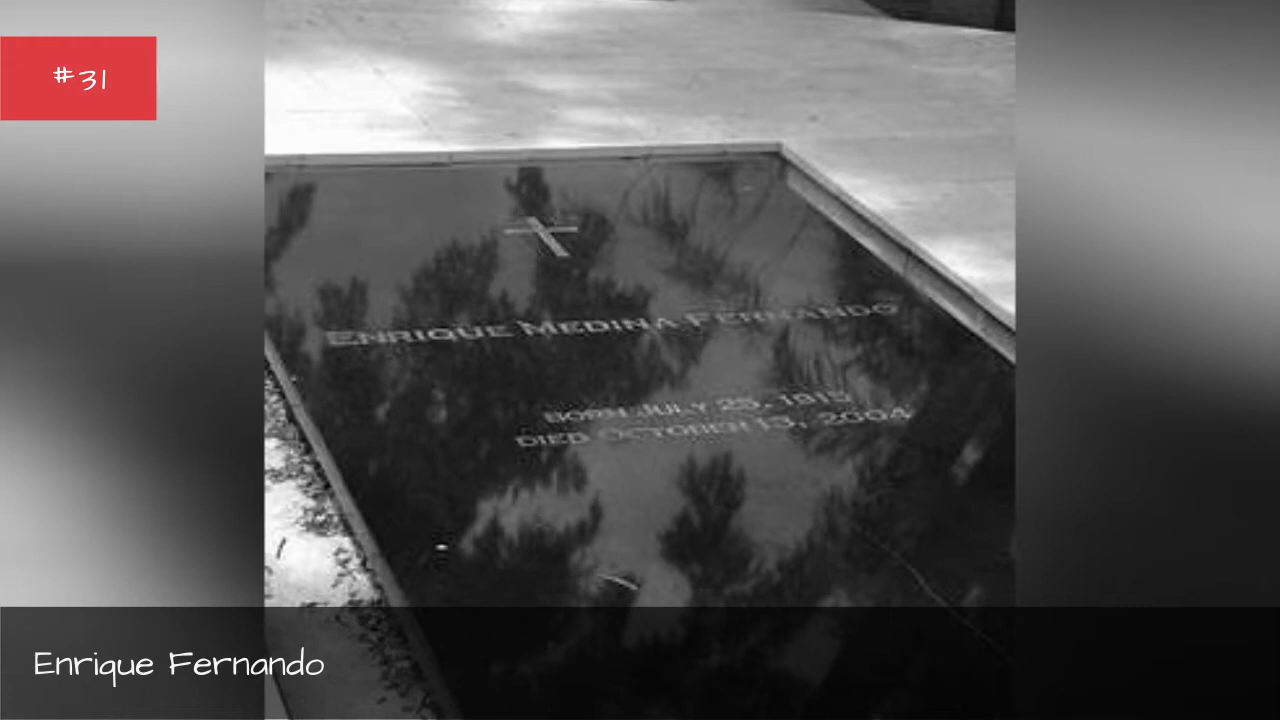 #31
ENRIQUE MEDINA FERNANDO
BORN JULY 25, 1915
DIED OCTOBER 13, 2004
Enrique Fernando